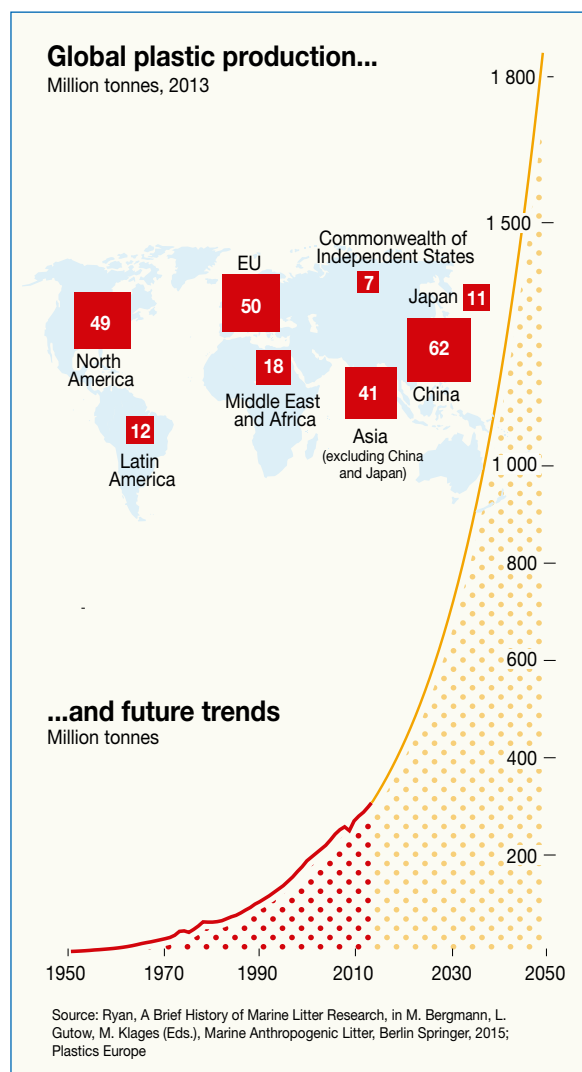 Global plastic production...
Million tonnes, 2013
1 800
1 500
Commonwealth of
Independent States
EU
7
Japan
11
49
50
62
North
America
18
Middle East
and Africa
41
China
12
Asia
(excluding China
and Japan)
Latin
America
1 000
800
600
...and future trends
Million tonnes
400
200
1950
1970
1990
2010
2030
2050
Source: Ryan, A Brief History of Marine Litter Research, in M. Bergmann, L.
Gutow, M. Klages (Eds.), Marine Anthropogenic Litter, Berlin Springer, 2015;
Plastics Europe